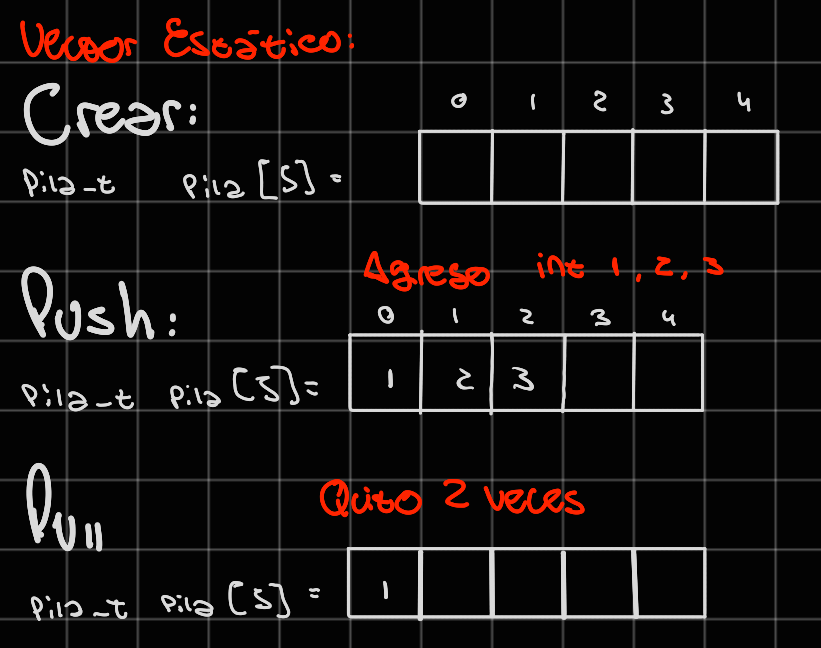 Vector Estático:
Crear:
0 1 2 3 4
Pila_t Pila [5] =
Agrego int 1, 2, 3
Push:
0 1 2 3 4
Pila_t Pila [5] = 1 2 3
Quito 2 veces
Pull
Pila_t Pila [5] = 1